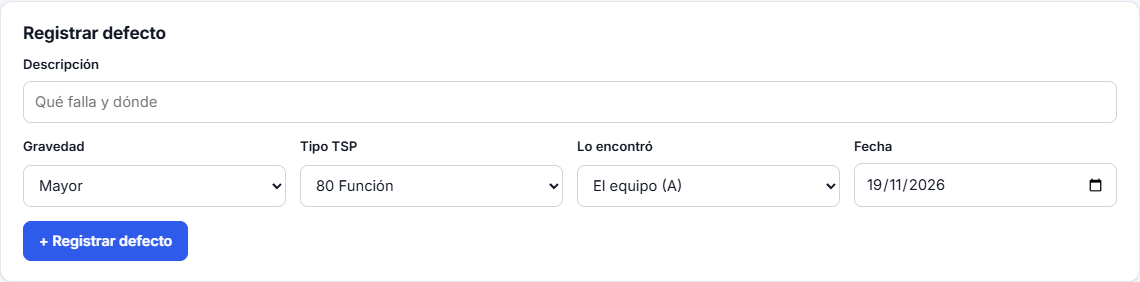 Registrar defecto
Descripción
Qué falla y dónde
Gravedad Tipo TSP Lo encontró Fecha
Mayor 80 Función El equipo (A) 19/11/2026
+ Registrar defecto